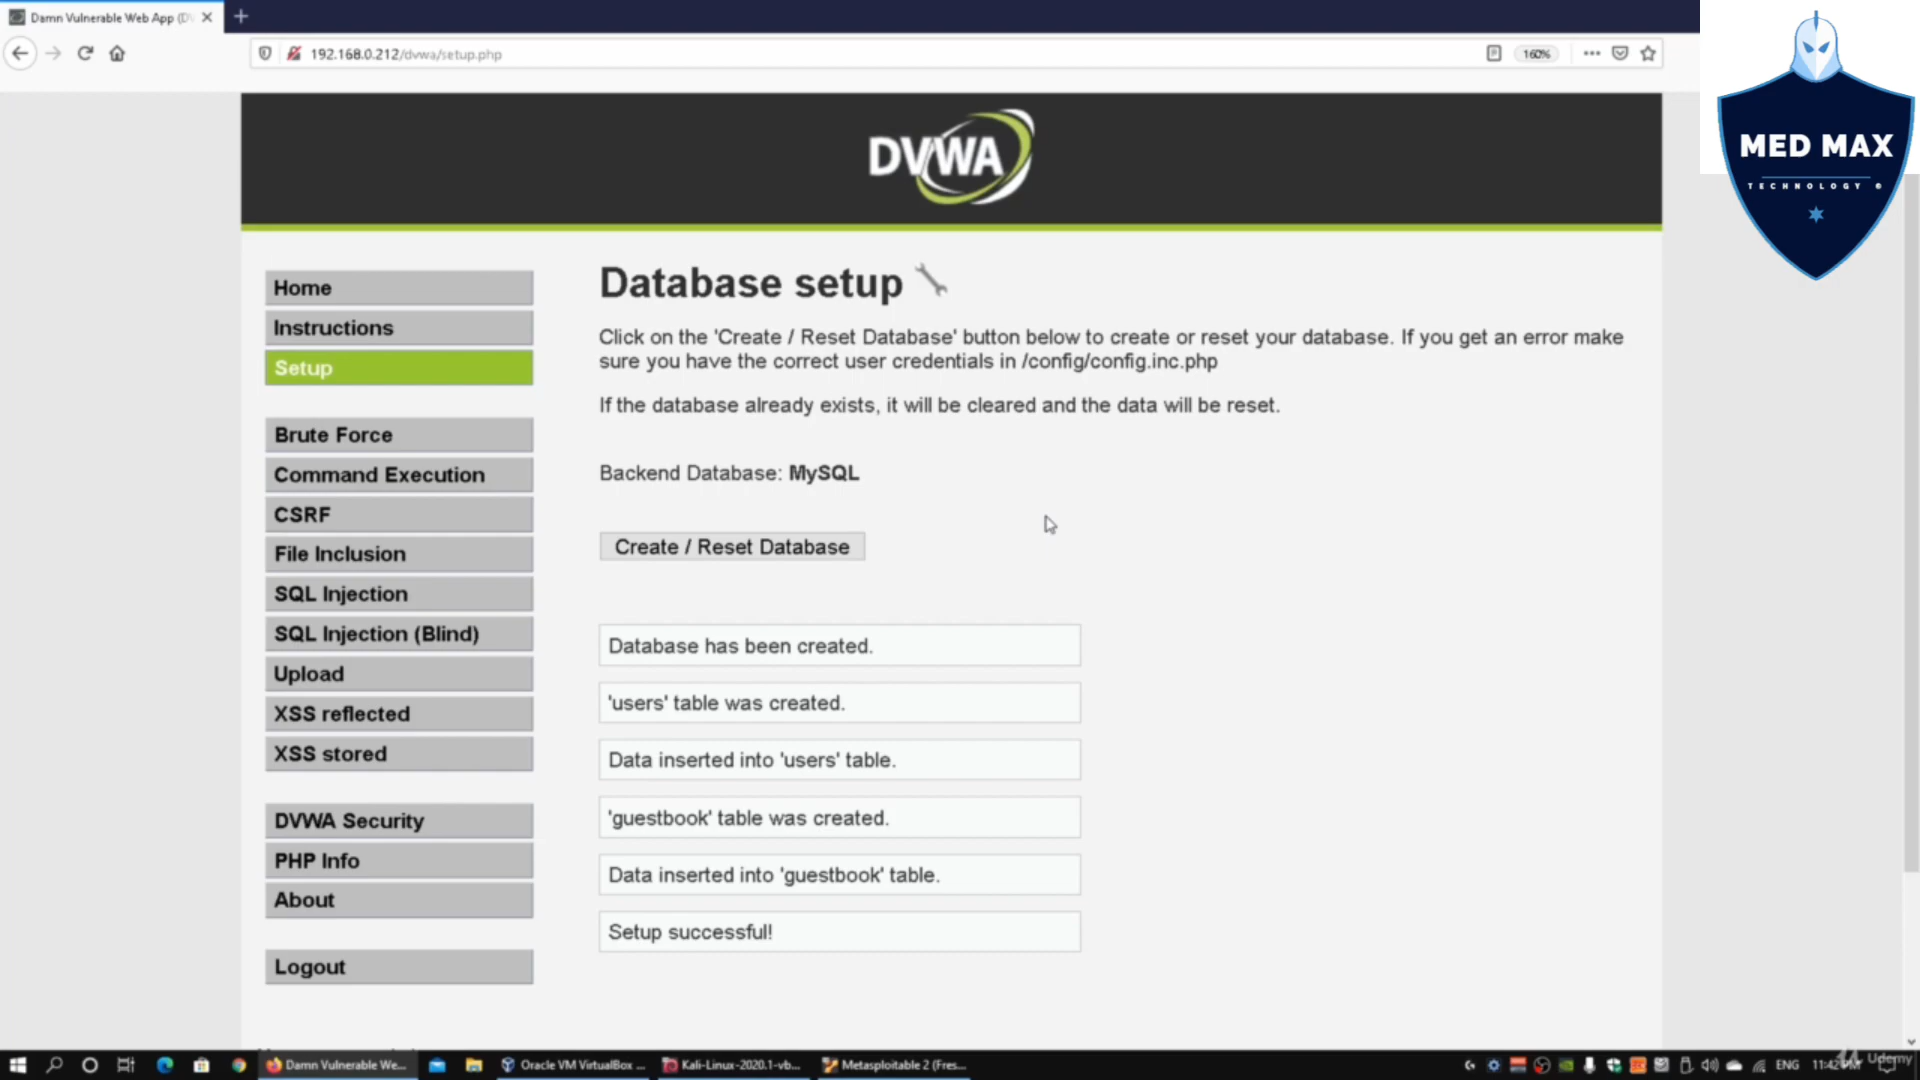 Damn Vulnerable Web App (DV
192.168.0.212/dvwa/setup.php
160%
MED MAX
TECHNOLOGY ®
DVWA
Home
Instructions
Setup
Brute Force
Command Execution
CSRF
File Inclusion
SQL Injection
SQL Injection (Blind)
Upload
XSS reflected
XSS stored
DVWA Security
PHP Info
About
Logout
Database setup
Click on the 'Create / Reset Database' button below to create or reset your database. If you get an error make
sure you have the correct user credentials in /config/config.inc.php
If the database already exists, it will be cleared and the data will be reset.
Backend Database: MySQL
Create / Reset Database
Database has been created.
'users' table was created.
Data inserted into 'users' table.
'guestbook' table was created.
Data inserted into 'guestbook' table.
Setup successful!
Damn Vulnerable We...
Oracle VM VirtualBox ...
Kali-Linux-2020.1-vb...
Metasploitable 2 (Fres...
ENG
Udemy